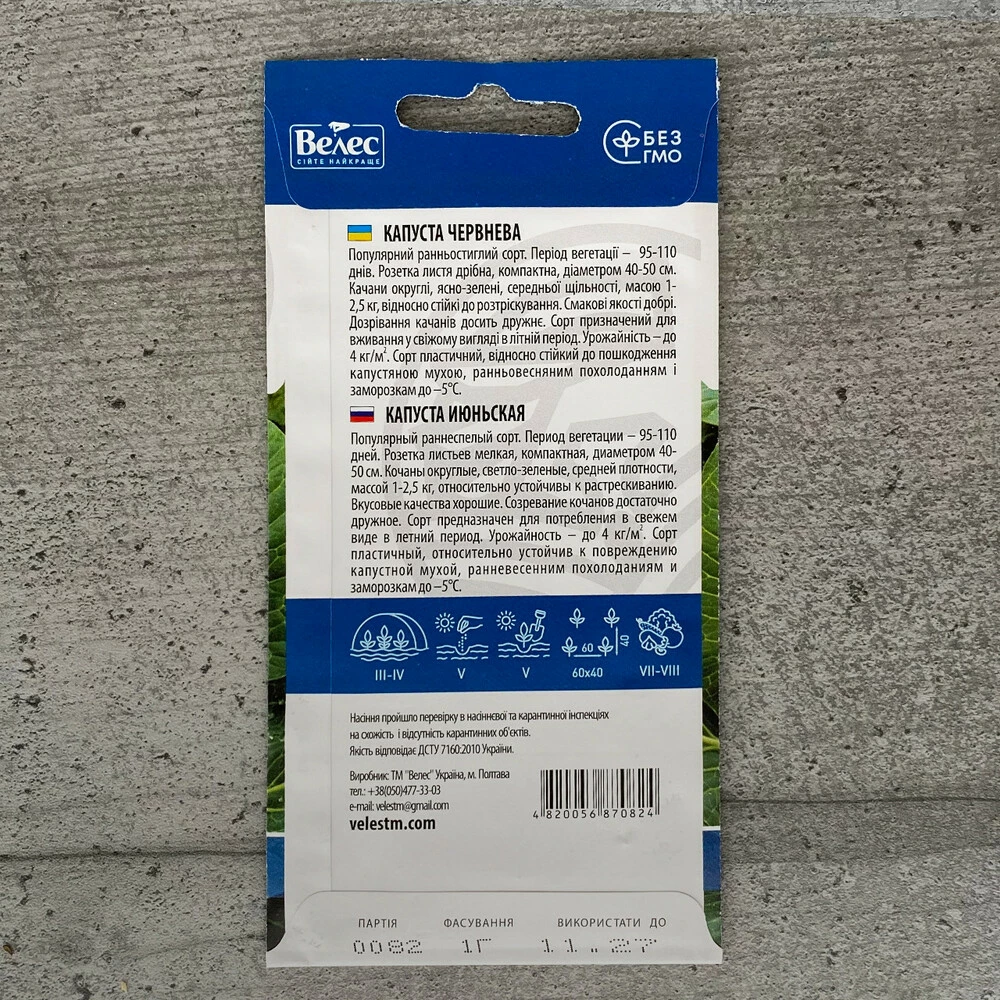 Велес
СІЙТЕ НАЙКРАЩЕ
БЕЗ
ГМО
КАПУСТА ЧЕРВНЕВА
Популярний ранньостиглий сорт. Період вегетації – 95-110
днів. Розетка листя дрібна, компактна, діаметром 40-50 см.
Качани округлі, ясно-зелені, середньої щільності, масою 1-
2,5 кг, відносно стійкі до розтріскування. Смакові якості добрі.
Дозрівання качанів досить дружнє. Сорт призначений для
вживання у свіжому вигляді в літній період. Урожайність – до
4 кг/м². Сорт пластичний, відносно стійкий до пошкодження
капустяною мухою, ранньовесняним похолоданням і
заморозкам до –5°С.
КАПУСТА ИЮНЬСКАЯ
Популярный раннеспелый сорт. Период вегетации – 95-110
дней. Розетка листьев мелкая, компактная, диаметром 40-
50 см. Кочаны округлые, светло-зеленые, средней плотности,
массой 1-2,5 кг, относительно устойчивы к растрескиванию.
Вкусовые качества хорошие. Созревание кочанов достаточно
дружное. Сорт предназначен для потребления в свежем
виде в летний период. Урожайность – до 4 кг/м². Сорт
пластичный, относительно устойчив к повреждению
капустной мухой, ранневесенним похолоданиям и
заморозкам до –5°С.
60
40
III-IV V V 60x40 VII-VIII
Насіння пройшло перевірку в насіннєвої та карантинної інспекціях
на схожість і відсутність карантинних об'єктів.
Якість відповідає ДСТУ 7160:2010 України.
Виробник: ТМ "Велес" Україна, м. Полтава
тел.: +38(050)477-33-03
e-mail: velestm@gmail.com
velestm.com
4 820056 870824
ПАРТІЯ ФАСУВАННЯ ВИКОРИСТАТИ ДО
0082 1Г 11.27